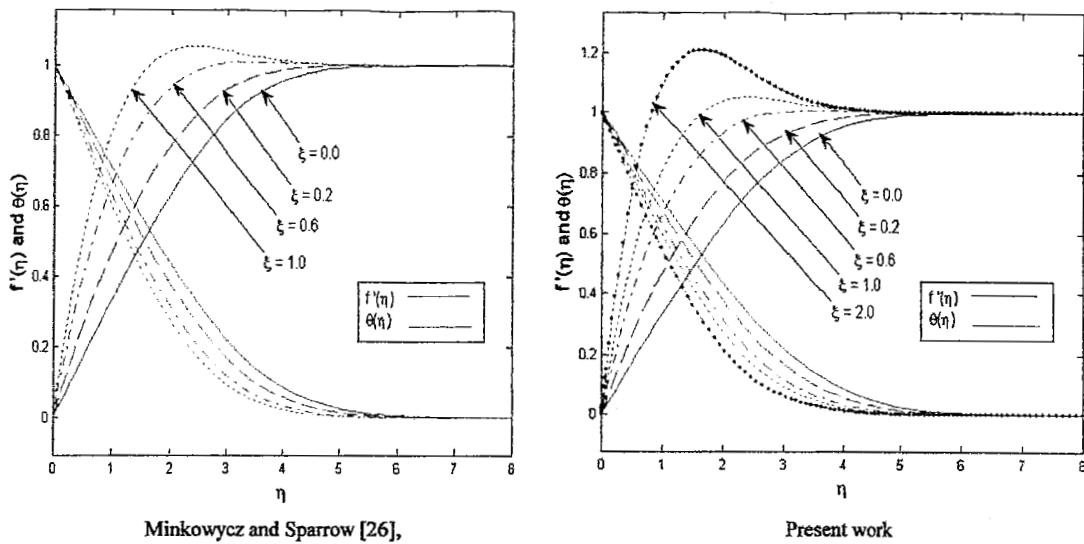 f '(η) and θ(η)
1
0.8
0.6
0.4
0.2
0
0 1 2 3 4 5 6 7 8
η
ξ = 0.0
ξ = 0.2
ξ = 0.6
ξ = 1.0
f '(η)
θ(η)
Minkowycz and Sparrow [26],
f '(η) and θ(η)
1.2
1
0.8
0.6
0.4
0.2
0
0 1 2 3 4 5 6 7 8
η
ξ = 0.0
ξ = 0.2
ξ = 0.6
ξ = 1.0
ξ = 2.0
f '(η)
θ(η)
Present work